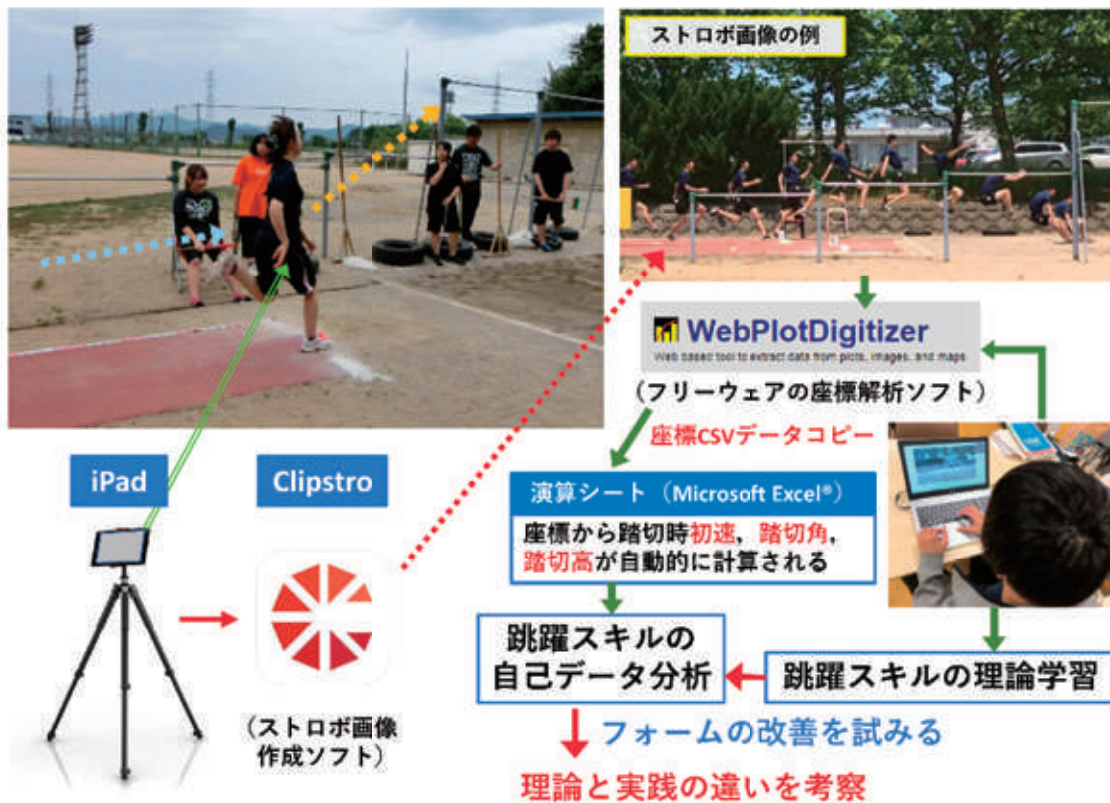 ストロボ画像の例
WebPlotDigitizer
Web based tool to extract data from plots, images, and maps
(フリーウェアの座標解析ソフト)
座標CSVデータコピー
iPad
Clipstro
演算シート(Microsoft Excel®)
座標から踏切時初速,踏切角,
踏切高が自動的に計算される
跳躍スキルの
自己データ分析
跳躍スキルの理論学習
(ストロボ画像
作成ソフト)
フォームの改善を試みる
理論と実践の違いを考察